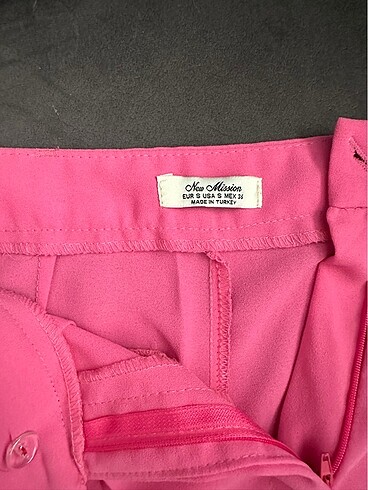 New Mission
EUR S USA S MEX 26
MADE IN TURKEY